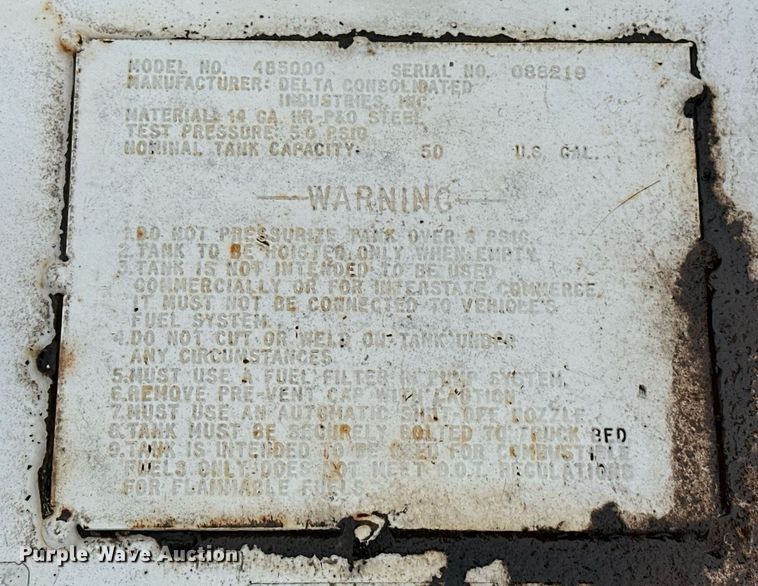 MODEL NO. 485000 SERIAL NO. 088219
MANUFACTURER: DELTA CONSOLIDATED
INDUSTRIES, INC.
MATERIAL: 14 GA. HR-P&O STEEL
TEST PRESSURE: 5.0 PSIG
NOMINAL TANK CAPACITY: 50 U.S. GAL.
WARNING
1. DO NOT PRESSURIZE TANK OVER PSIG.
2. TANK TO BE HOISTED ONLY WHEN EMPTY.
3. TANK IS NOT INTENDED TO BE USED
COMMERCIALLY OR FOR INTERSTATE COMMERCE.
IT MUST NOT BE CONNECTED TO VEHICLE'S
FUEL SYSTEM.
4. DO NOT CUT OR WELD ON TANK UNDER
ANY CIRCUMSTANCES
5. MUST USE A FUEL FILTER IN PUMP SYSTEM.
6. REMOVE PRE-VENT CAP WITH CAUTION.
7. MUST USE AN AUTOMATIC SHUT-OFF NOZZLE
8. TANK MUST BE SECURELY BOLTED TO TRUCK BED
9. TANK IS INTENDED TO BE USED FOR COMBUSTIBLE
FUELS ONLY. DOES NOT MEET D.O.T. REGULATIONS
FOR FLAMMABLE FUELS.
Purple Wave Auction